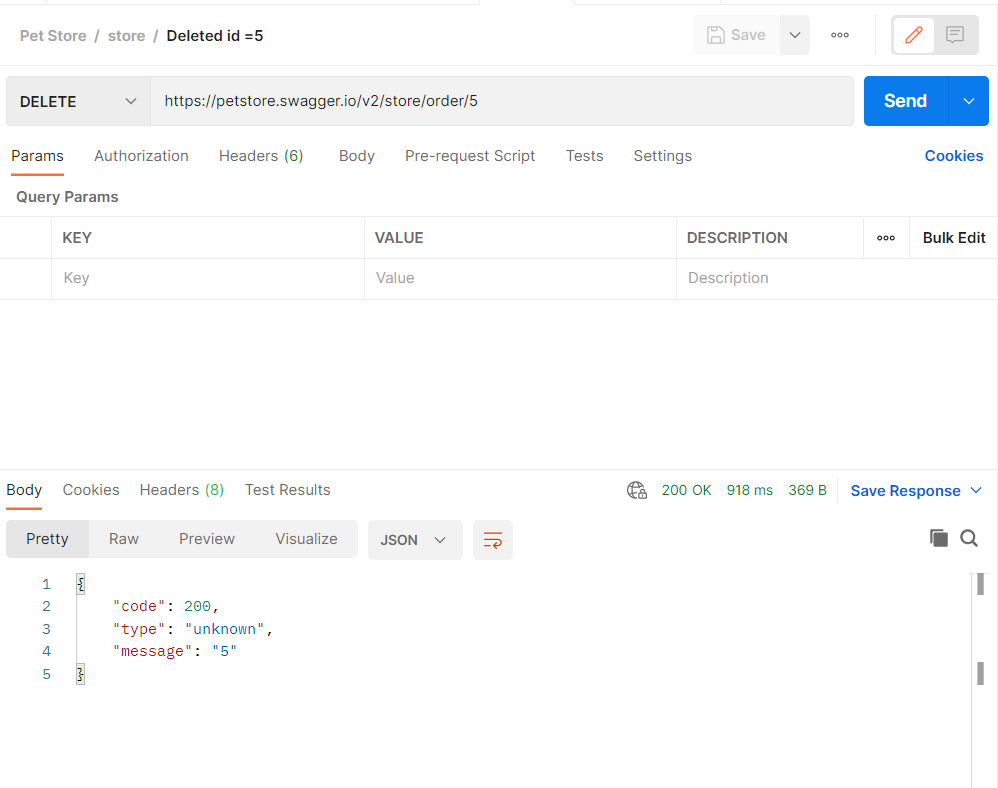 Pet Store / store / Deleted id =5 Save
DELETE https://petstore.swagger.io/v2/store/order/5 Send
Params Authorization Headers (6) Body Pre-request Script Tests Settings Cookies
Query Params
KEY VALUE DESCRIPTION Bulk Edit
Key Value Description
Body Cookies Headers (8) Test Results 200 OK 918 ms 369 B Save Response
Pretty Raw Preview Visualize JSON
1 {
2 "code": 200,
3 "type": "unknown",
4 "message": "5"
5 }